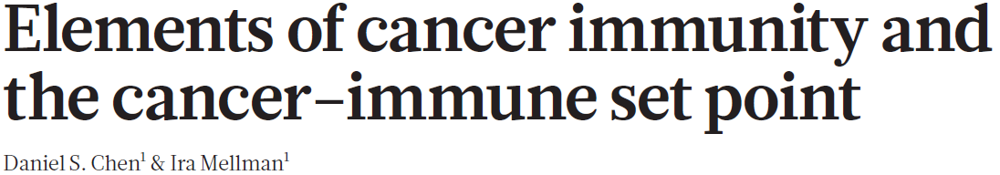 Elements of cancer immunity and
the cancer–immune set point
Daniel S. Chen¹ & Ira Mellman¹